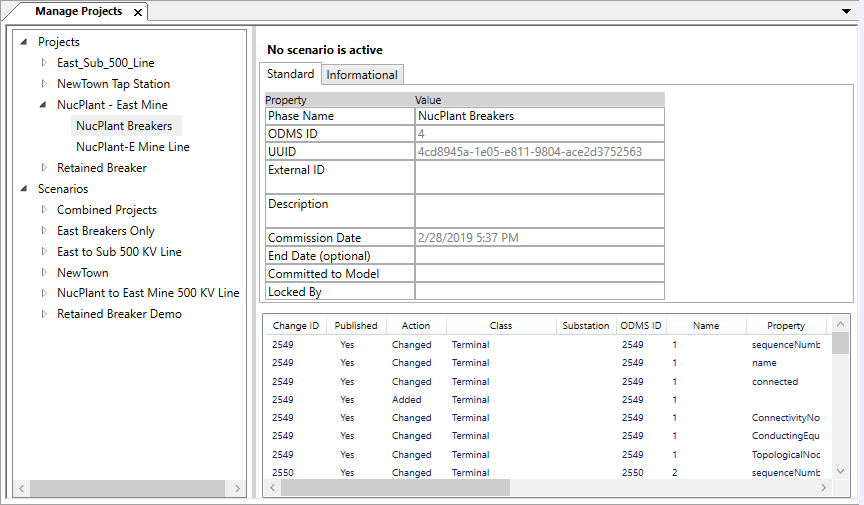 Manage Projects
Projects
East_Sub_500_Line
NewTown Tap Station
NucPlant - East Mine
NucPlant Breakers
NucPlant-E Mine Line
Retained Breaker
Scenarios
Combined Projects
East Breakers Only
East to Sub 500 KV Line
NewTown
NucPlant to East Mine 500 KV Line
Retained Breaker Demo
No scenario is active
Standard Informational
Property Value
Phase Name NucPlant Breakers
ODMS ID 4
UUID 4cd8945a-1e05-e811-9804-ace2d3752563
External ID
Description
Commission Date 2/28/2019 5:37 PM
End Date (optional)
Committed to Model
Locked By
Change ID Published Action Class Substation ODMS ID Name Property
2549 Yes Changed Terminal 2549 1 sequenceNumb
2549 Yes Changed Terminal 2549 1 name
2549 Yes Changed Terminal 2549 1 connected
2549 Yes Added Terminal 2549 1
2549 Yes Changed Terminal 2549 1 ConnectivityNo
2549 Yes Changed Terminal 2549 1 ConductingEqu
2549 Yes Changed Terminal 2549 1 TopologicalNoc
2550 Yes Changed Terminal 2550 2 sequenceNumb